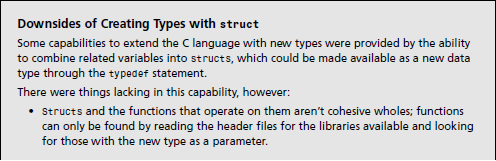 Downsides of Creating Types with struct
Some capabilities to extend the C language with new types were provided by the ability
to combine related variables into structs, which could be made available as a new data
type through the typedef statement.
There were things lacking in this capability, however:
• Structs and the functions that operate on them aren't cohesive wholes; functions
can only be found by reading the header files for the libraries available and looking
for those with the new type as a parameter.